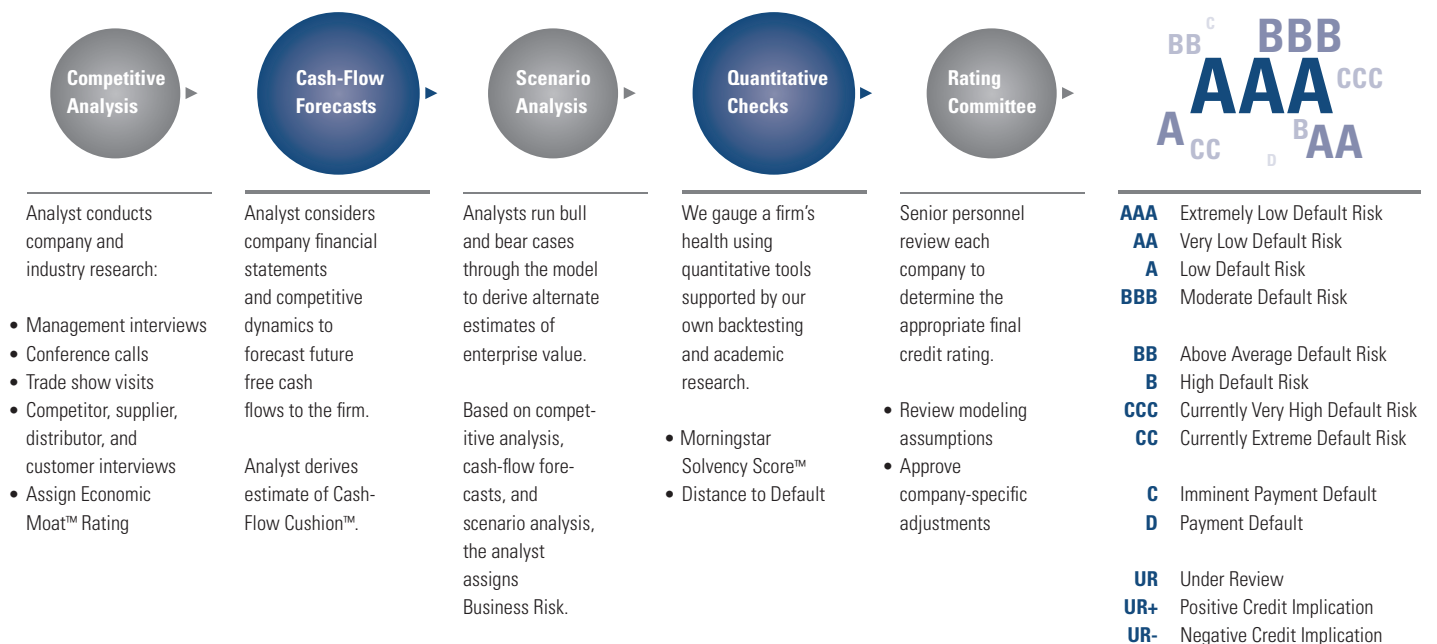 Competitive
Analysis
Cash-Flow
Forecasts
Scenario
Analysis
Quantitative
Checks
Rating
Committee
C
BB
BBB
AAA
CCC
A
CC
B
AA
D
Analyst conducts
company and
industry research:
• Management interviews
• Conference calls
• Trade show visits
• Competitor, supplier,
distributor, and
customer interviews
• Assign Economic
Moat™ Rating
Analyst considers
company financial
statements
and competitive
dynamics to
forecast future
free cash
flows to the firm.
Analyst derives
estimate of Cash-
Flow Cushion™.
Analysts run bull
and bear cases
through the model
to derive alternate
estimates of
enterprise value.
Based on compet-
itive analysis,
cash-flow fore-
casts, and
scenario analysis,
the analyst
assigns
Business Risk.
We gauge a firm's
health using
quantitative tools
supported by our
own backtesting
and academic
research.
• Morningstar
Solvency Score™
• Distance to Default
Senior personnel
review each
company to
determine the
appropriate final
credit rating.
• Review modeling
assumptions
• Approve
company-specific
adjustments
AAA Extremely Low Default Risk
AA Very Low Default Risk
A Low Default Risk
BBB Moderate Default Risk
BB Above Average Default Risk
B High Default Risk
CCC Currently Very High Default Risk
CC Currently Extreme Default Risk
C Imminent Payment Default
D Payment Default
UR Under Review
UR+ Positive Credit Implication
UR- Negative Credit Implication